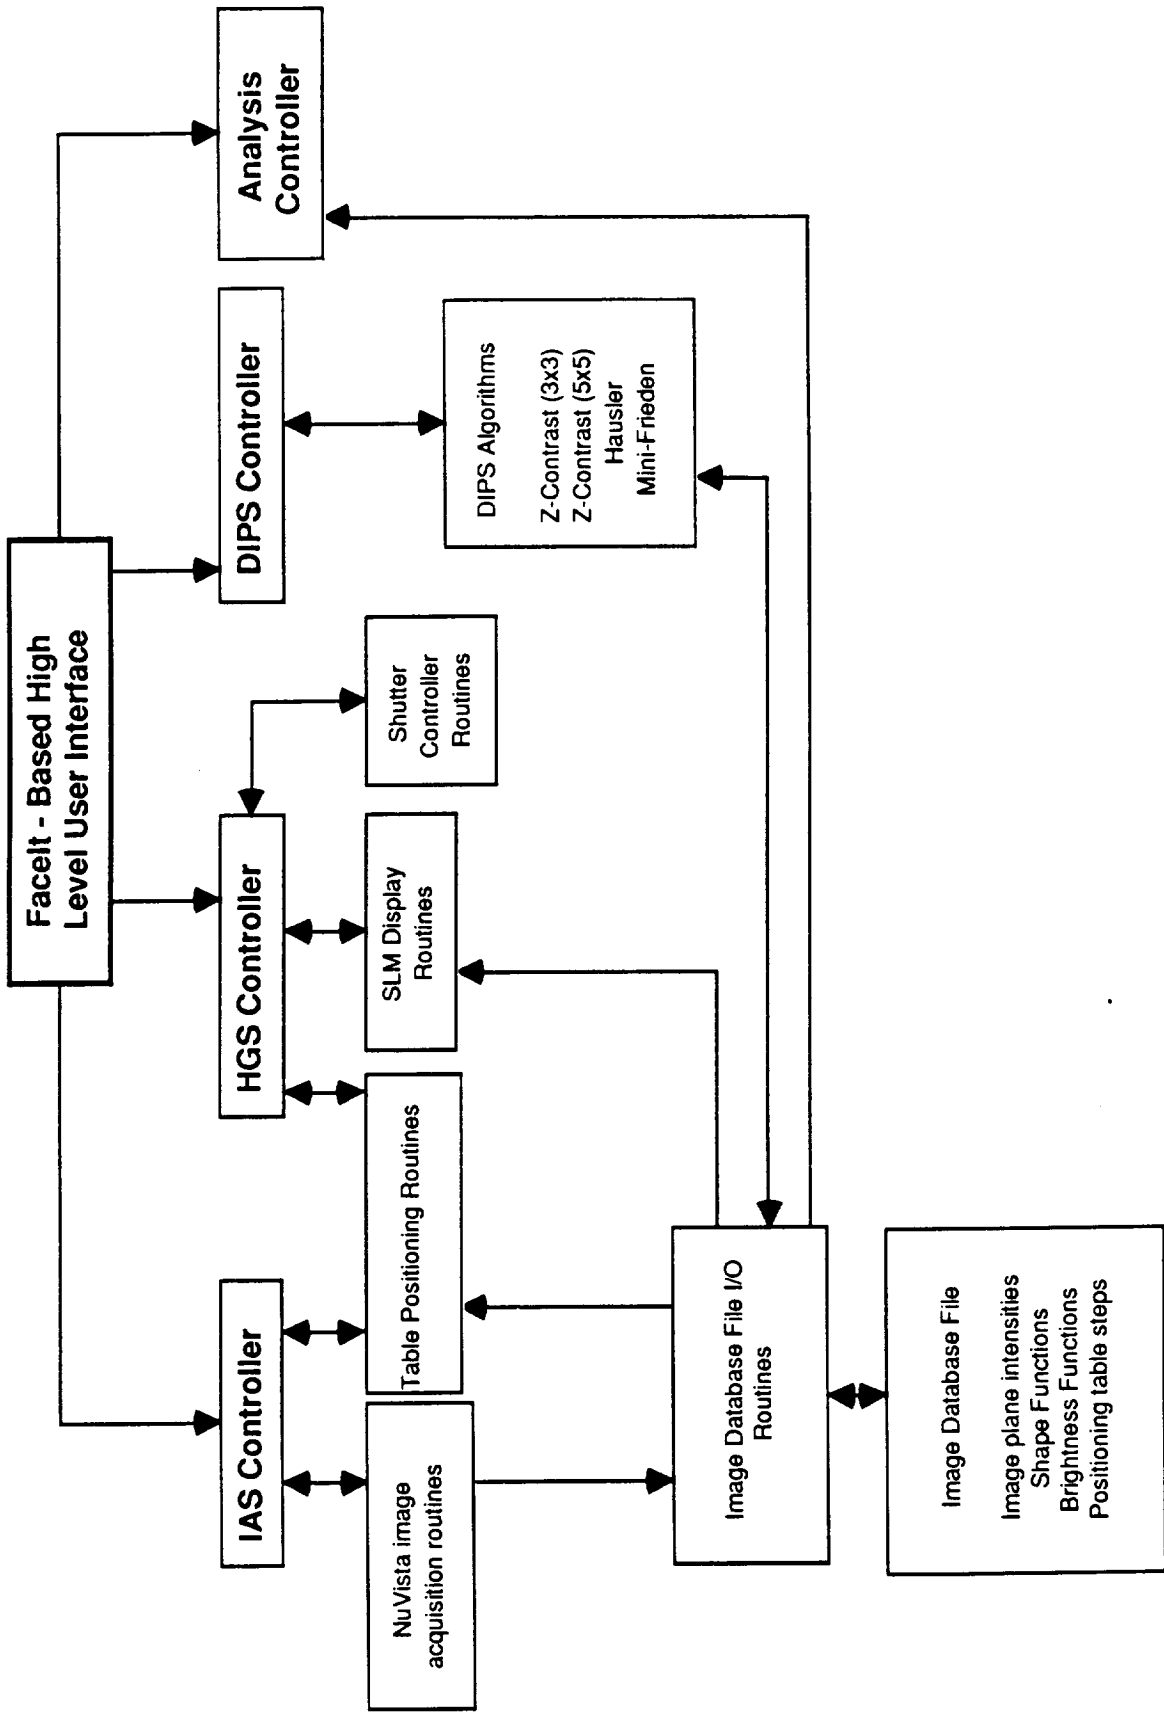 FaceIt - Based High
Level User Interface
IAS Controller
HGS Controller
DIPS Controller
Analysis
Controller
NuVista image
acquisition routines
Table Positioning Routines
SLM Display
Routines
Shutter
Controller
Routines
DIPS Algorithms
Z-Contrast (3x3)
Z-Contrast (5x5)
Hausler
Mini-Frieden
Image Database File I/O
Routines
Image Database File
Image plane intensities
Shape Functions
Brightness Functions
Positioning table steps